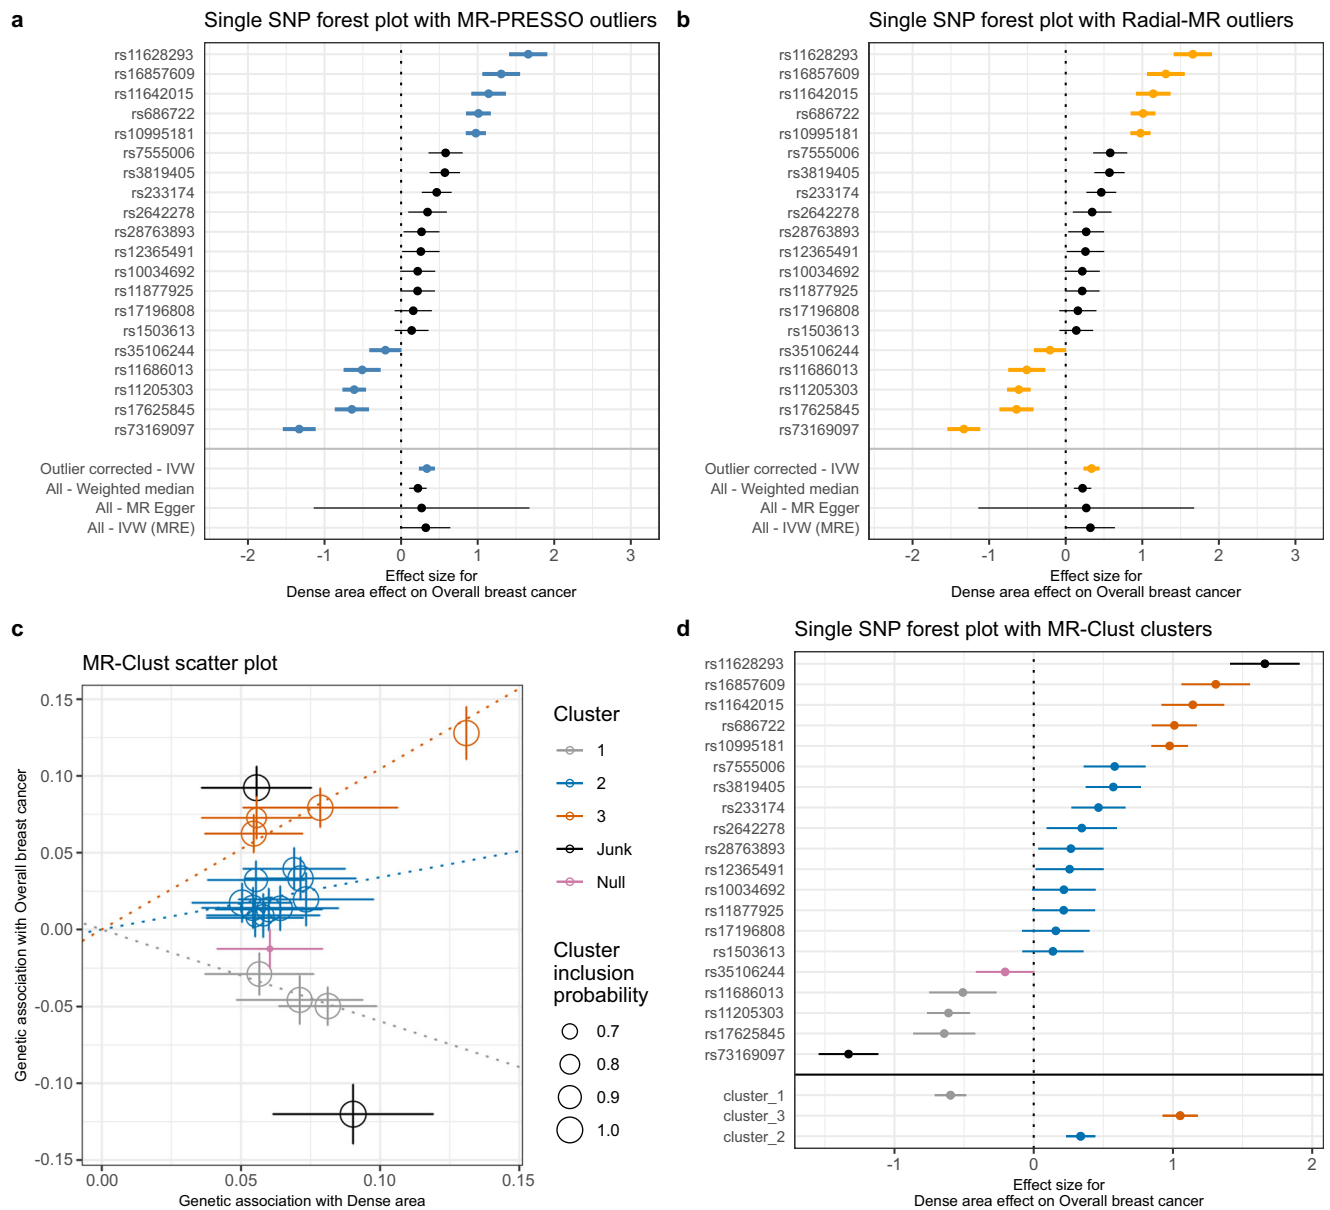 a
Single SNP forest plot with MR-PRESSO outliers
rs11628293
rs16857609
rs11642015
rs686722
rs10995181
rs7555006
rs3819405
rs233174
rs2642278
rs28763893
rs12365491
rs10034692
rs11877925
rs17196808
rs1503613
rs35106244
rs11686013
rs11205303
rs17625845
rs73169097
Outlier corrected - IVW
All - Weighted median
All - MR Egger
All - IVW (MRE)
-2 -1 0 1 2 3
Effect size for
Dense area effect on Overall breast cancer
b
Single SNP forest plot with Radial-MR outliers
rs11628293
rs16857609
rs11642015
rs686722
rs10995181
rs7555006
rs3819405
rs233174
rs2642278
rs28763893
rs12365491
rs10034692
rs11877925
rs17196808
rs1503613
rs35106244
rs11686013
rs11205303
rs17625845
rs73169097
Outlier corrected - IVW
All - Weighted median
All - MR Egger
All - IVW (MRE)
-2 -1 0 1 2 3
Effect size for
Dense area effect on Overall breast cancer
c
MR-Clust scatter plot
Genetic association with Overall breast cancer
0.15
0.10
0.05
0.00
-0.05
-0.10
-0.15
0.00 0.05 0.10 0.15
Genetic association with Dense area
Cluster
1
2
3
Junk
Null
Cluster
inclusion
probability
0.7
0.8
0.9
1.0
d
Single SNP forest plot with MR-Clust clusters
rs11628293
rs16857609
rs11642015
rs686722
rs10995181
rs7555006
rs3819405
rs233174
rs2642278
rs28763893
rs12365491
rs10034692
rs11877925
rs17196808
rs1503613
rs35106244
rs11686013
rs11205303
rs17625845
rs73169097
cluster_1
cluster_3
cluster_2
-1 0 1 2
Effect size for
Dense area effect on Overall breast cancer